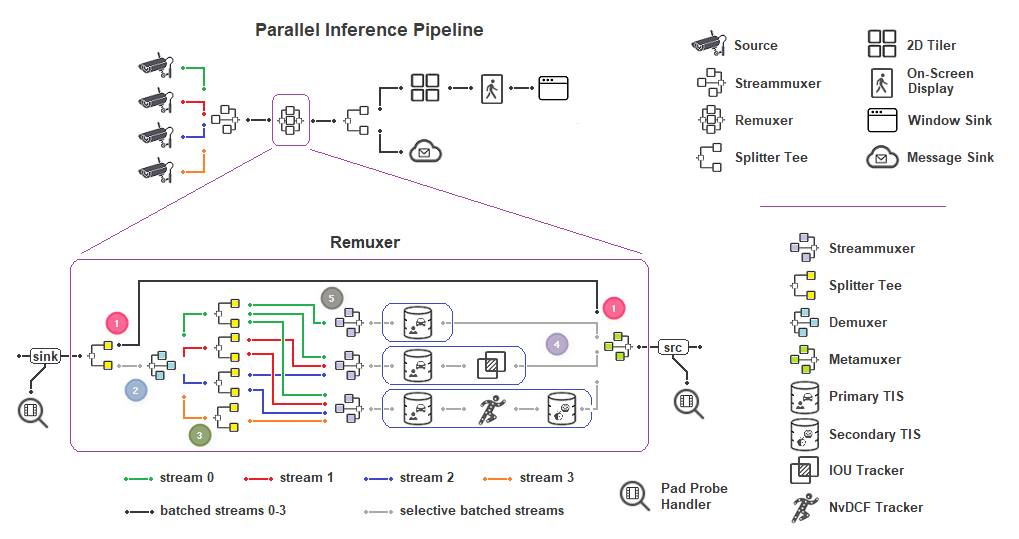 Parallel Inference Pipeline
Source
Streammuxer
Remuxer
Splitter Tee
2D Tiler
On-Screen
Display
Window Sink
Message Sink
Remuxer
1
2
3
4
5
1
sink
src
Streammuxer
Splitter Tee
Demuxer
Metamuxer
Primary TIS
Secondary TIS
IOU Tracker
NvDCF Tracker
stream 0
stream 1
stream 2
stream 3
batched streams 0-3
selective batched streams
Pad Probe
Handler